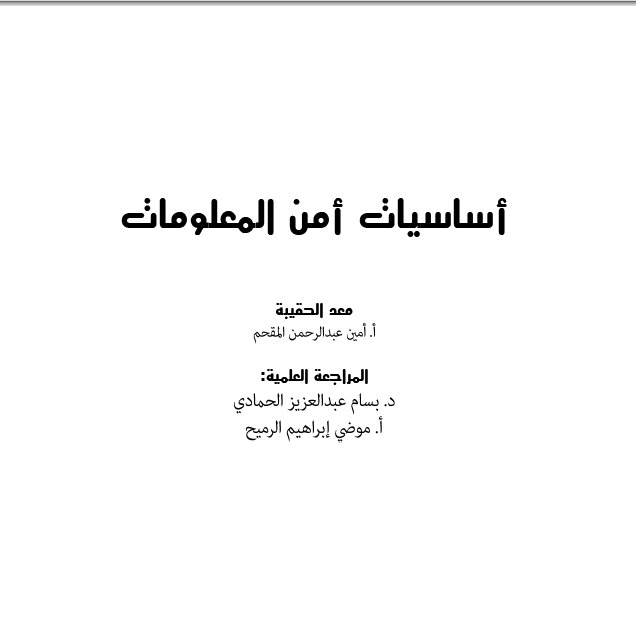 أساسيات أمن المعلومات
معد الحقيبة
أ. أمين عبدالرحمن المقحم
المراجعة العلمية:
د. بسام عبدالعزيز الحمادي
أ. موضي إبراهيم الرميح